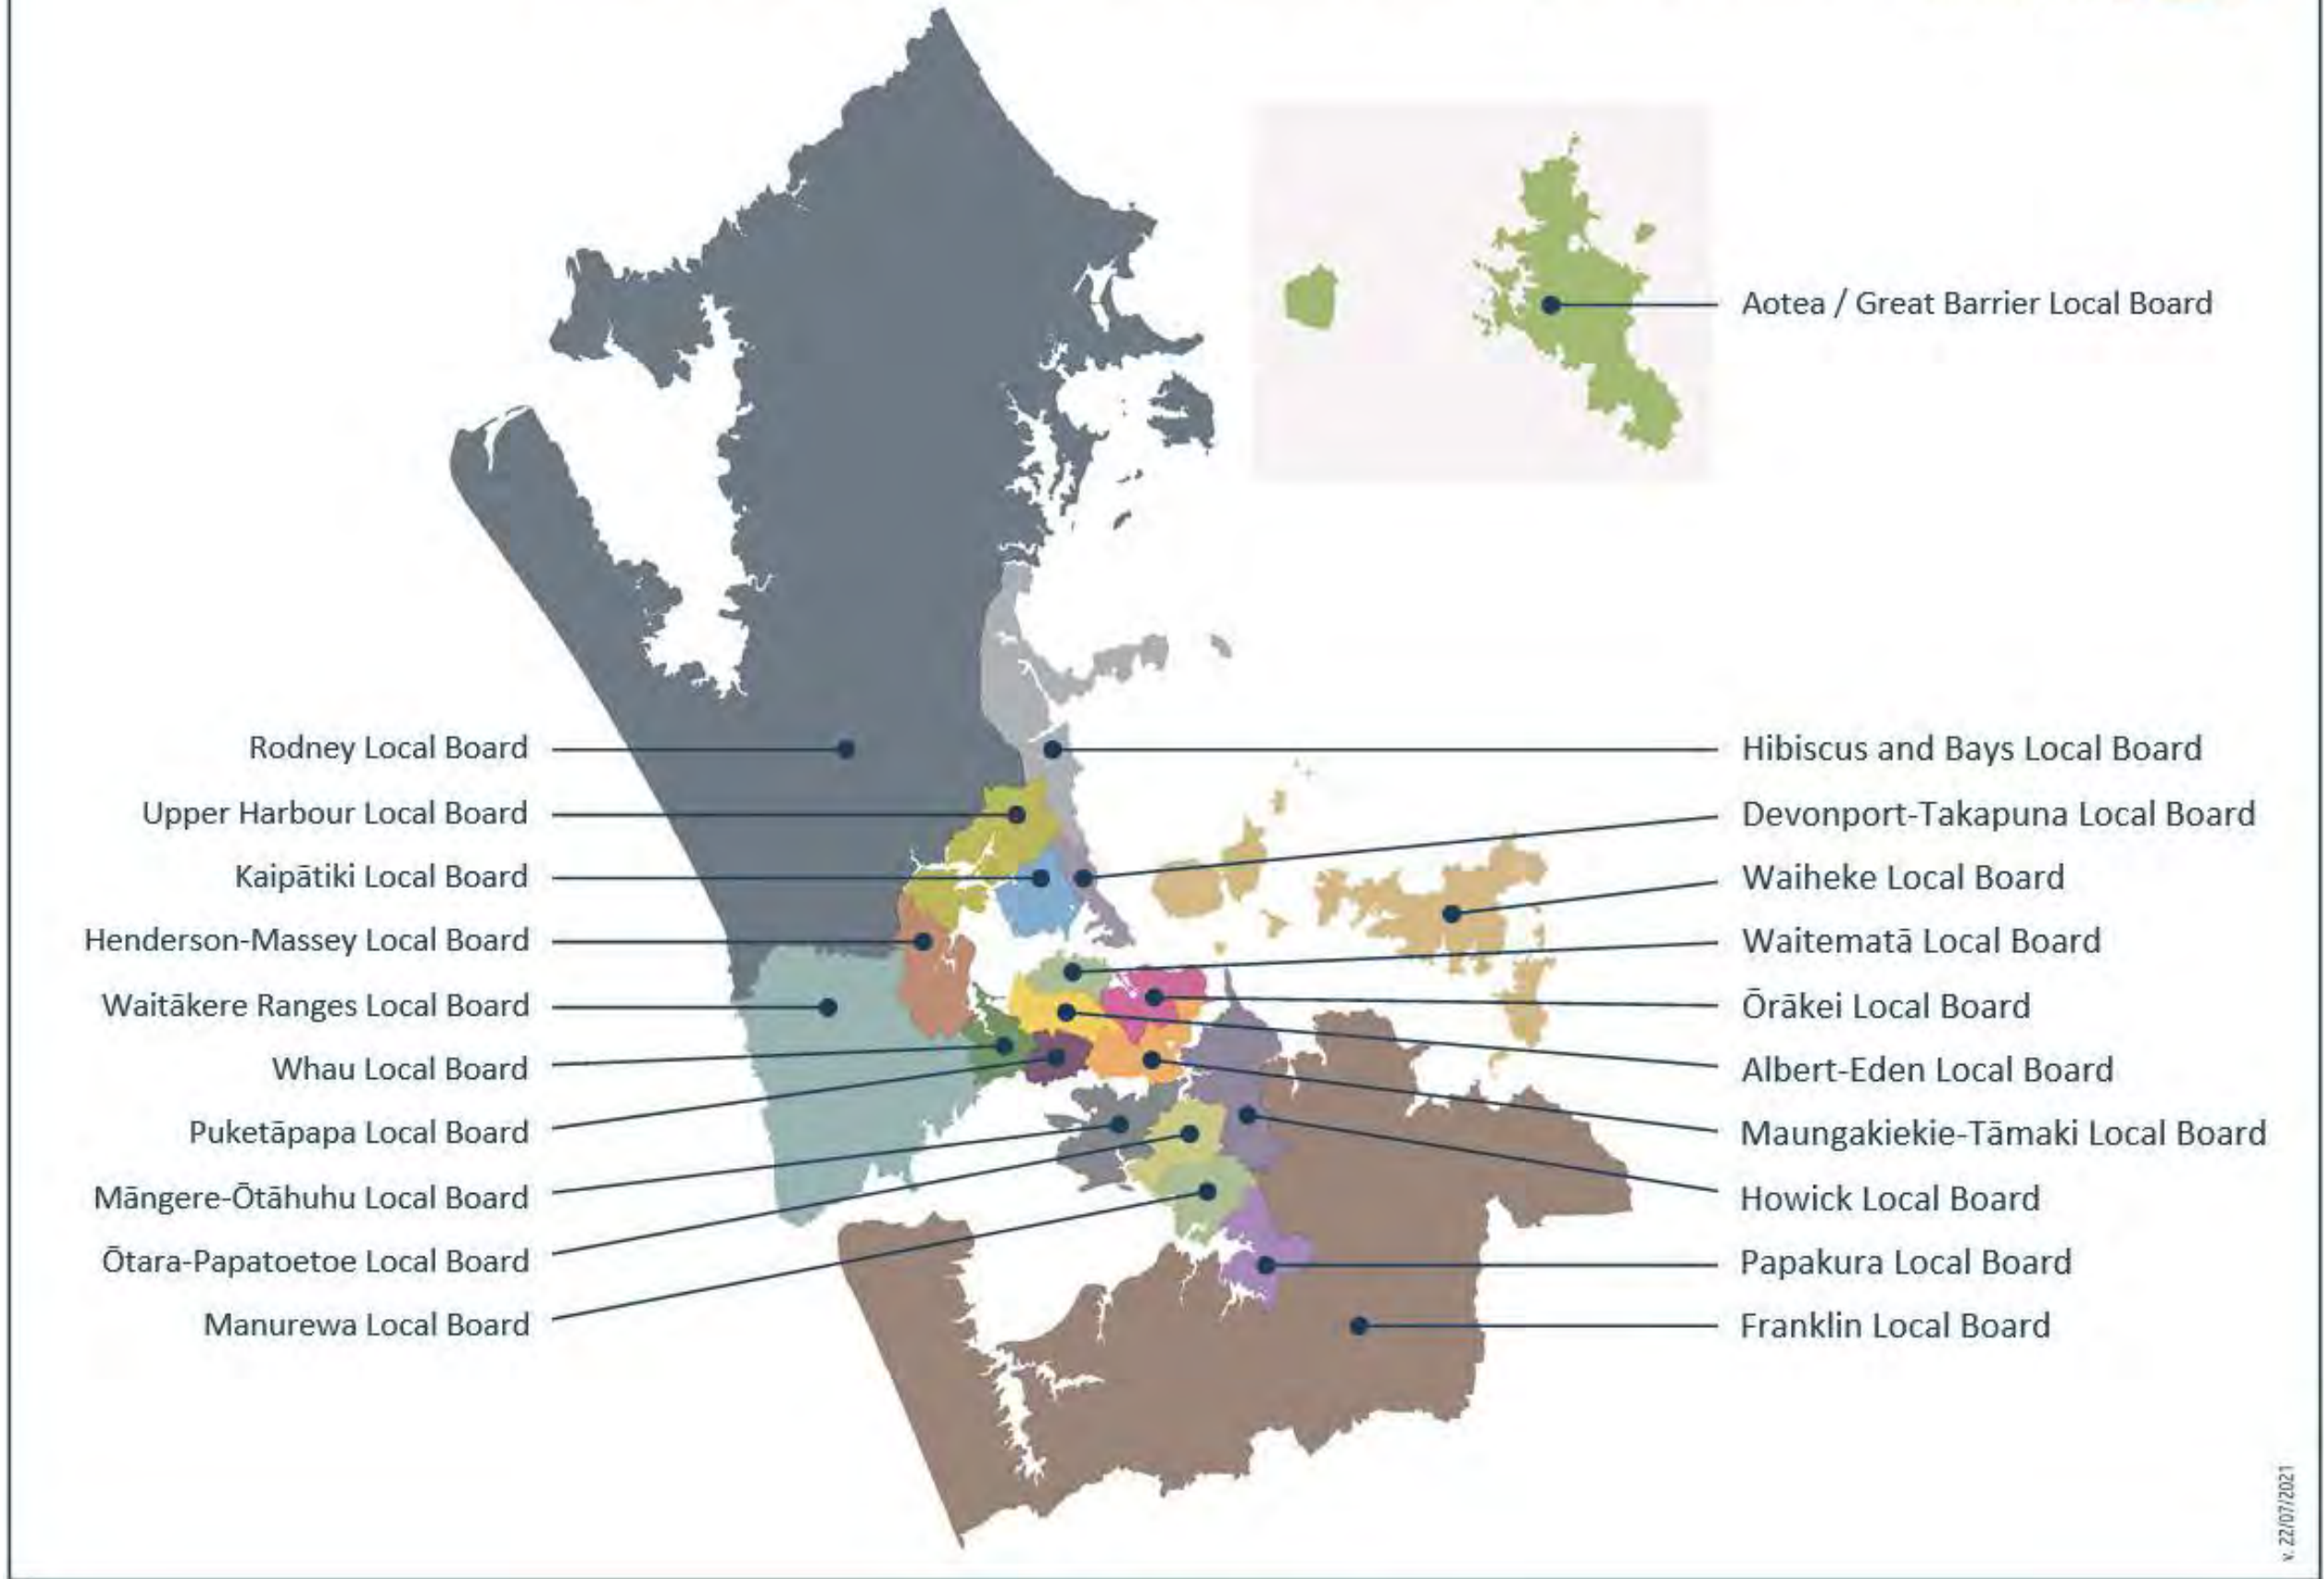 Aotea / Great Barrier Local Board
Rodney Local Board
Upper Harbour Local Board
Kaipātiki Local Board
Henderson-Massey Local Board
Waitākere Ranges Local Board
Whau Local Board
Puketāpapa Local Board
Māngere-Ōtāhuhu Local Board
Ōtara-Papatoetoe Local Board
Manurewa Local Board
Hibiscus and Bays Local Board
Devonport-Takapuna Local Board
Waiheke Local Board
Waitematā Local Board
Ōrākei Local Board
Albert-Eden Local Board
Maungakiekie-Tāmaki Local Board
Howick Local Board
Papakura Local Board
Franklin Local Board
v. 22/07/2021